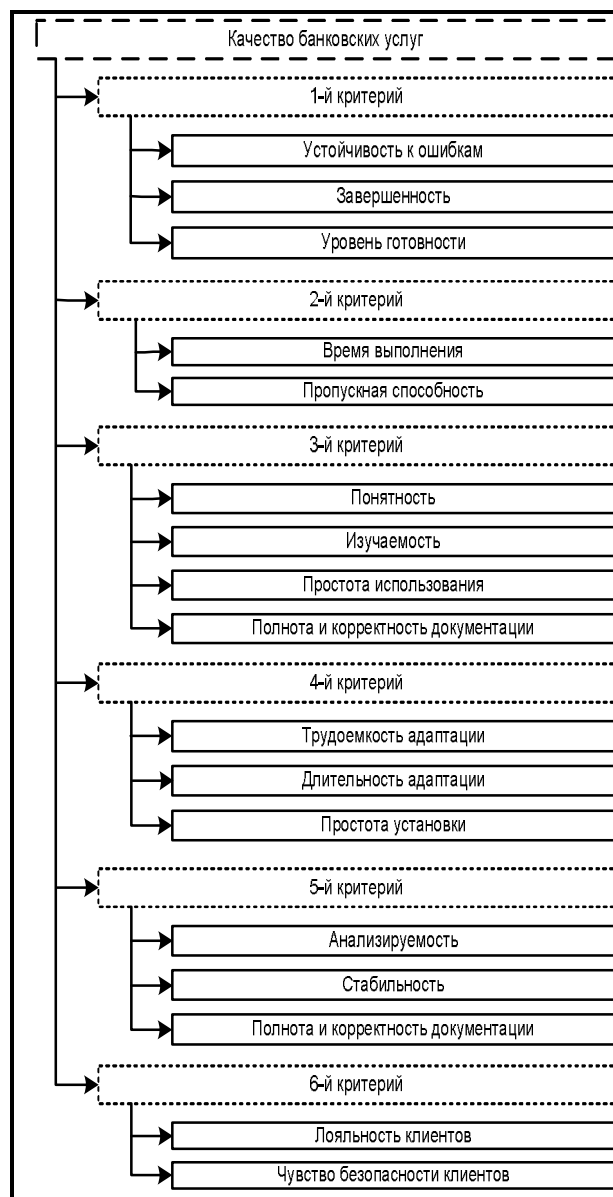 Качество банковских услуг
1-й критерий
Устойчивость к ошибкам
Завершенность
Уровень готовности
2-й критерий
Время выполнения
Пропускная способность
3-й критерий
Понятность
Изучаемость
Простота использования
Полнота и корректность документации
4-й критерий
Трудоемкость адаптации
Длительность адаптации
Простота установки
5-й критерий
Анализируемость
Стабильность
Полнота и корректность документации
6-й критерий
Лояльность клиентов
Чувство безопасности клиентов